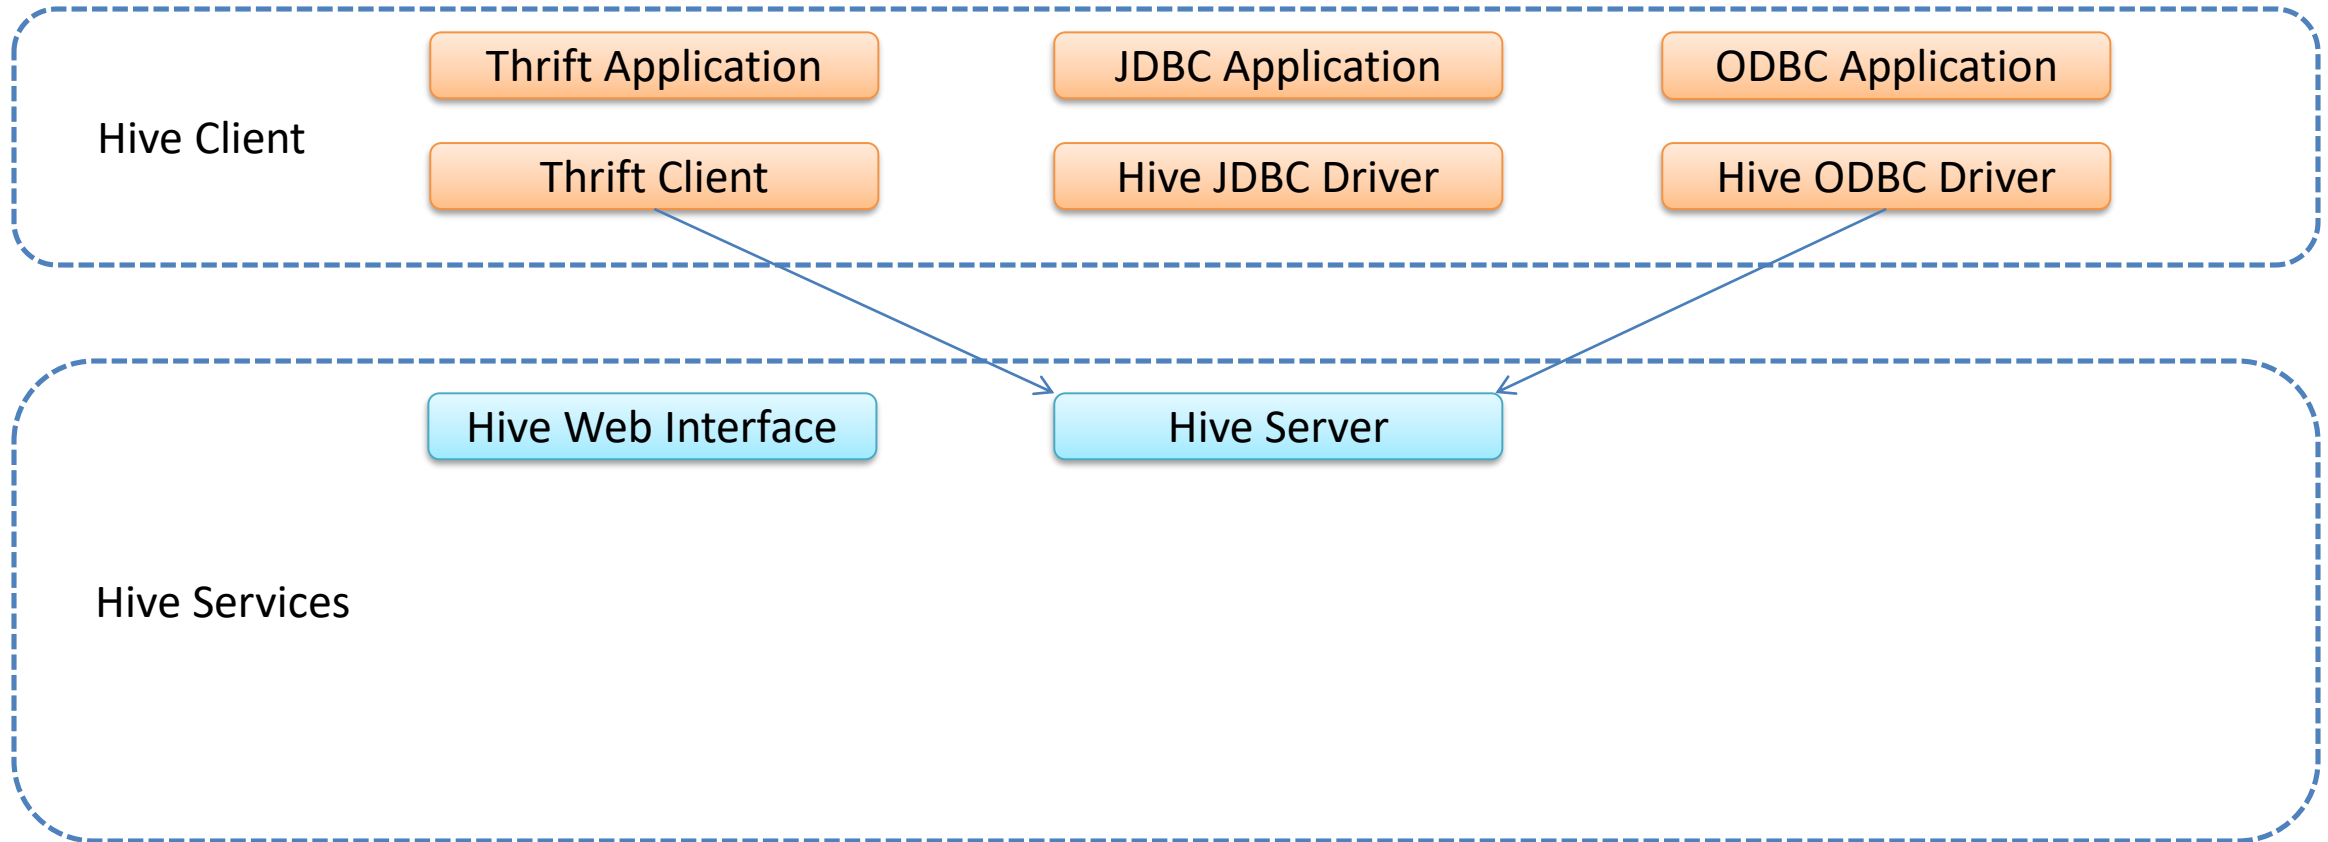 Thrift Application
JDBC Application
ODBC Application
Hive Client
Thrift Client
Hive JDBC Driver
Hive ODBC Driver
Hive Web Interface
Hive Server
Hive Services